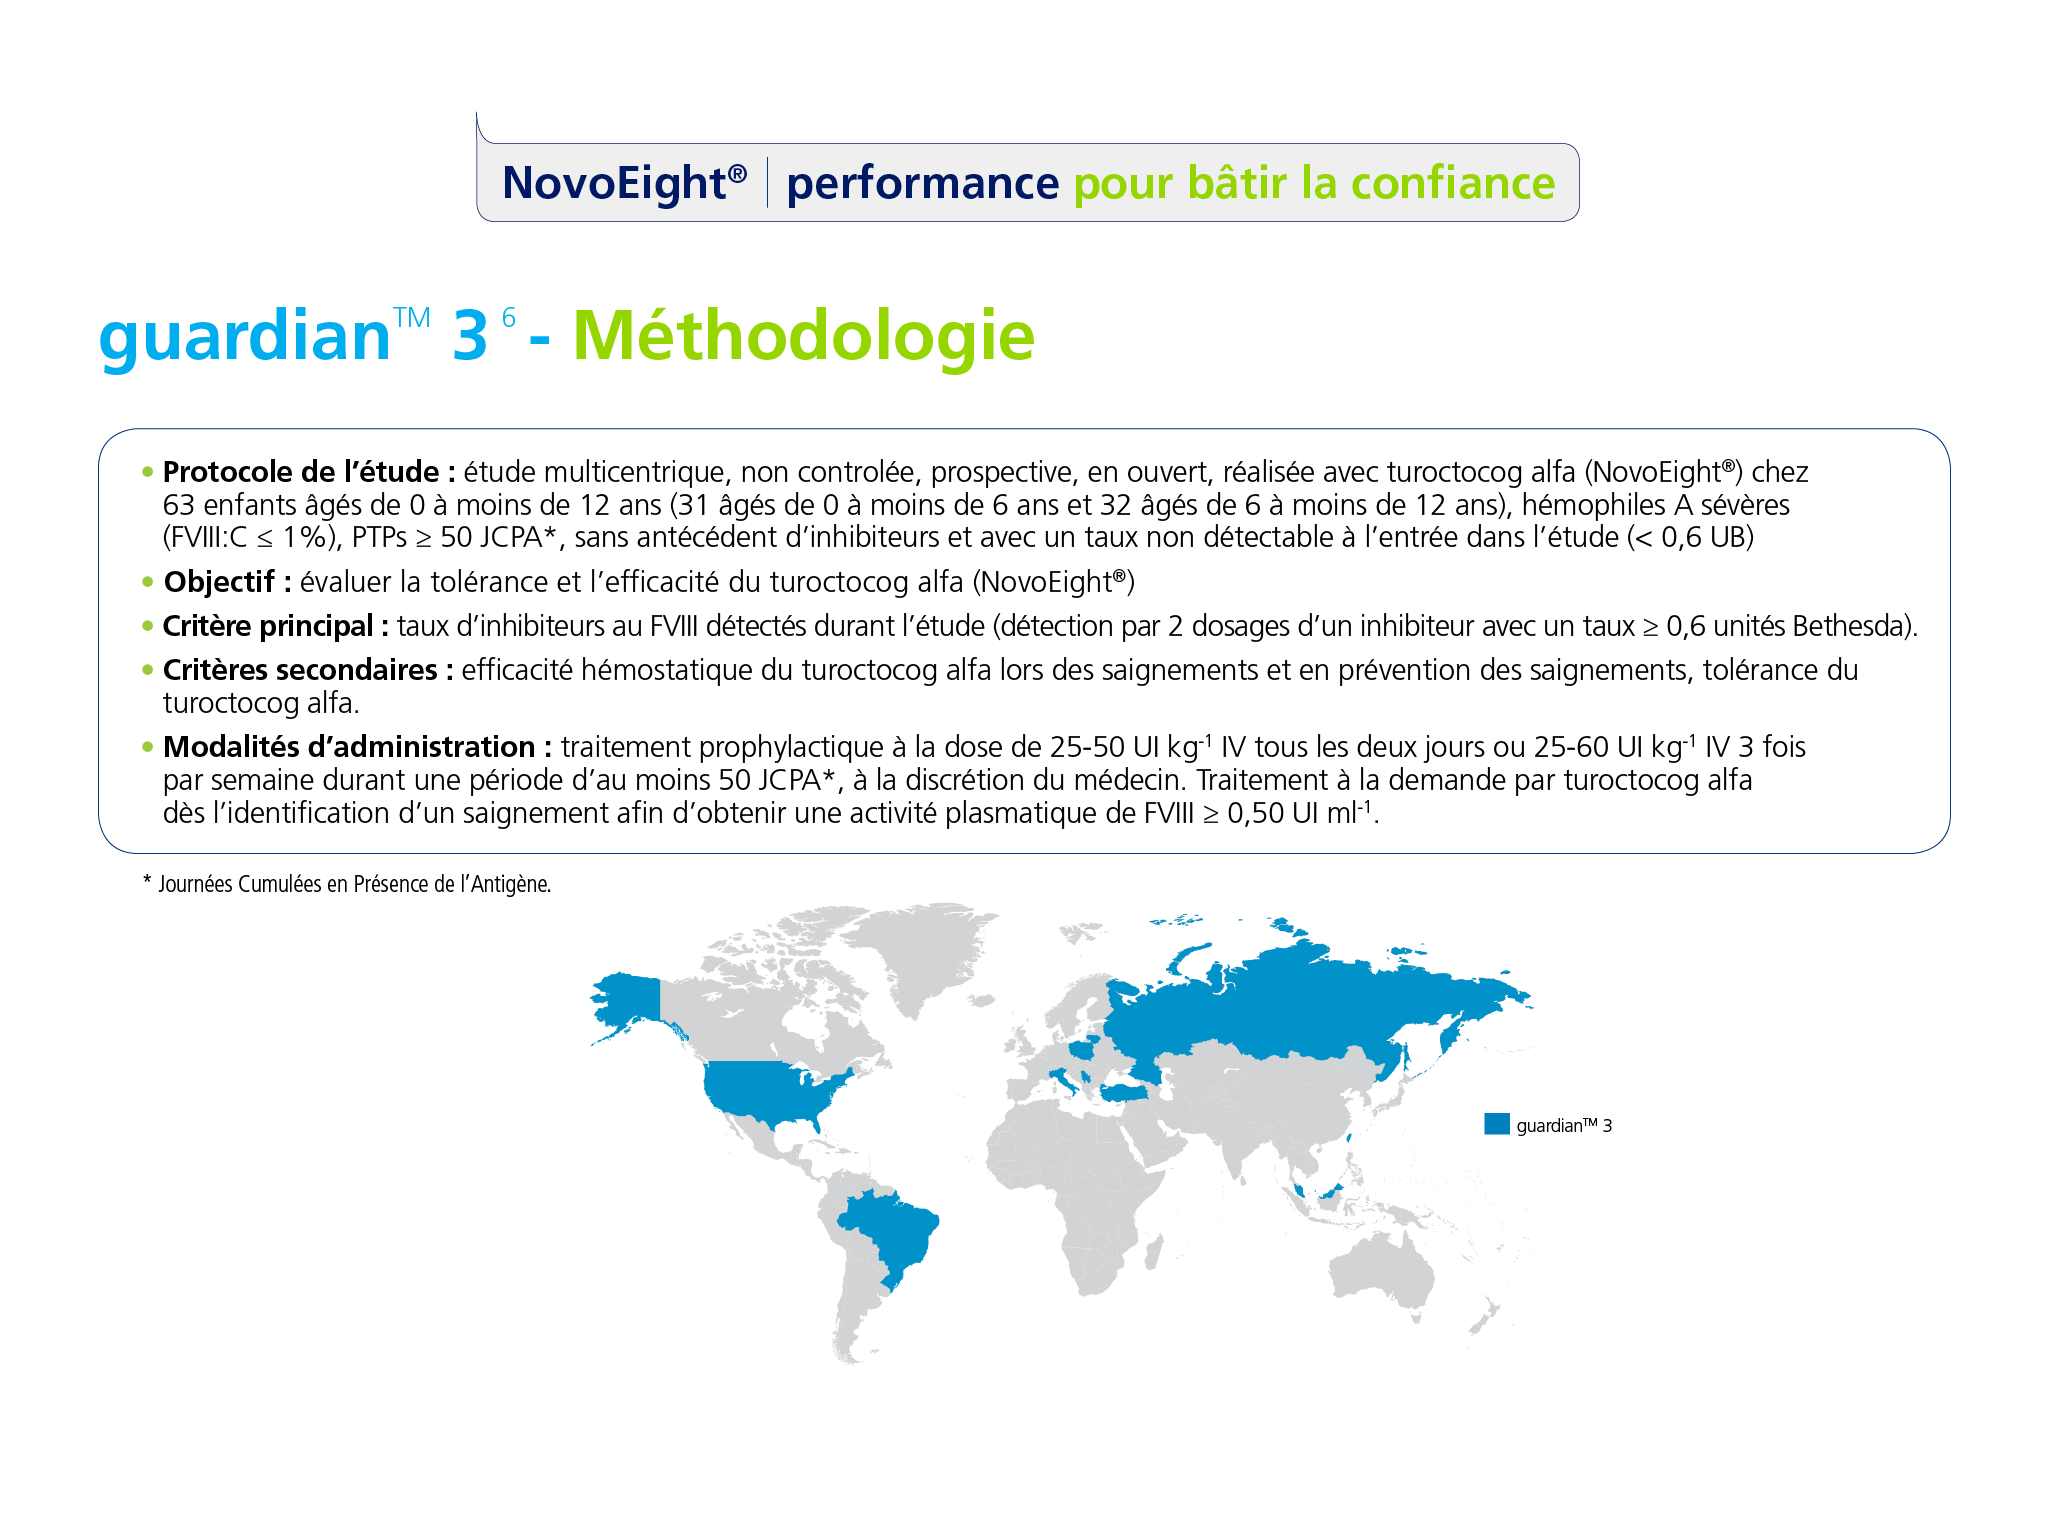 NovoEight® | performance pour bâtir la confiance
guardian™ 3 ⁶ - Méthodologie
• Protocole de l’étude : étude multicentrique, non controlée, prospective, en ouvert, réalisée avec turoctocog alfa (NovoEight®) chez
63 enfants âgés de 0 à moins de 12 ans (31 âgés de 0 à moins de 6 ans et 32 âgés de 6 à moins de 12 ans), hémophiles A sévères
(FVIII:C ≤ 1%), PTPs ≥ 50 JCPA*, sans antécédent d’inhibiteurs et avec un taux non détectable à l’entrée dans l’étude (< 0,6 UB)
• Objectif : évaluer la tolérance et l’efficacité du turoctocog alfa (NovoEight®)
• Critère principal : taux d’inhibiteurs au FVIII détectés durant l’étude (détection par 2 dosages d’un inhibiteur avec un taux ≥ 0,6 unités Bethesda).
• Critères secondaires : efficacité hémostatique du turoctocog alfa lors des saignements et en prévention des saignements, tolérance du
turoctocog alfa.
• Modalités d’administration : traitement prophylactique à la dose de 25-50 UI kg⁻¹ IV tous les deux jours ou 25-60 UI kg⁻¹ IV 3 fois
par semaine durant une période d’au moins 50 JCPA*, à la discrétion du médecin. Traitement à la demande par turoctocog alfa
dès l’identification d’un saignement afin d’obtenir une activité plasmatique de FVIII ≥ 0,50 UI ml⁻¹.
* Journées Cumulées en Présence de l’Antigène.
guardian™ 3